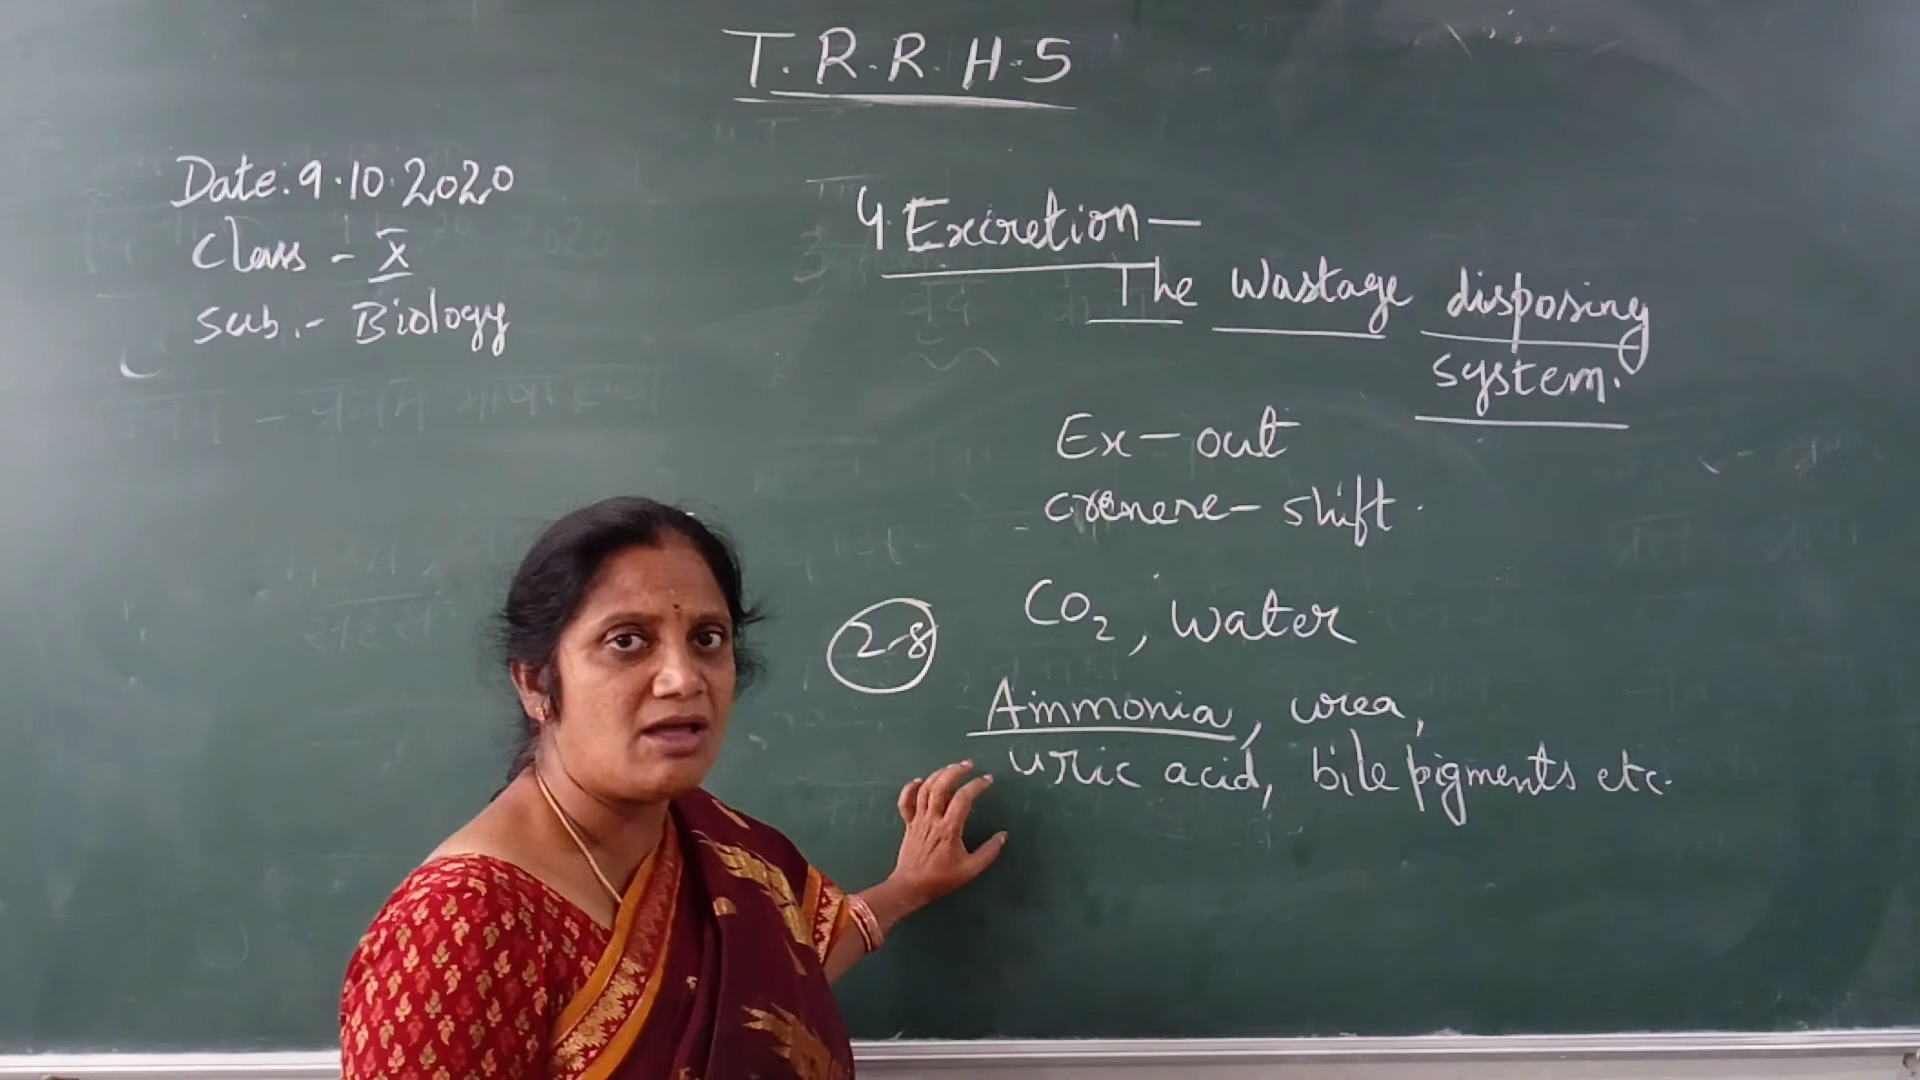 T.R.R.H.S
Date:9.10.2020
Class - X
Sub:- Biology
4. Excretion -
The wastage disposing
system.
Ex - out
crenere - shift
CO₂, water
2-8
Ammonia, urea,
uric acid, bile pigments etc.